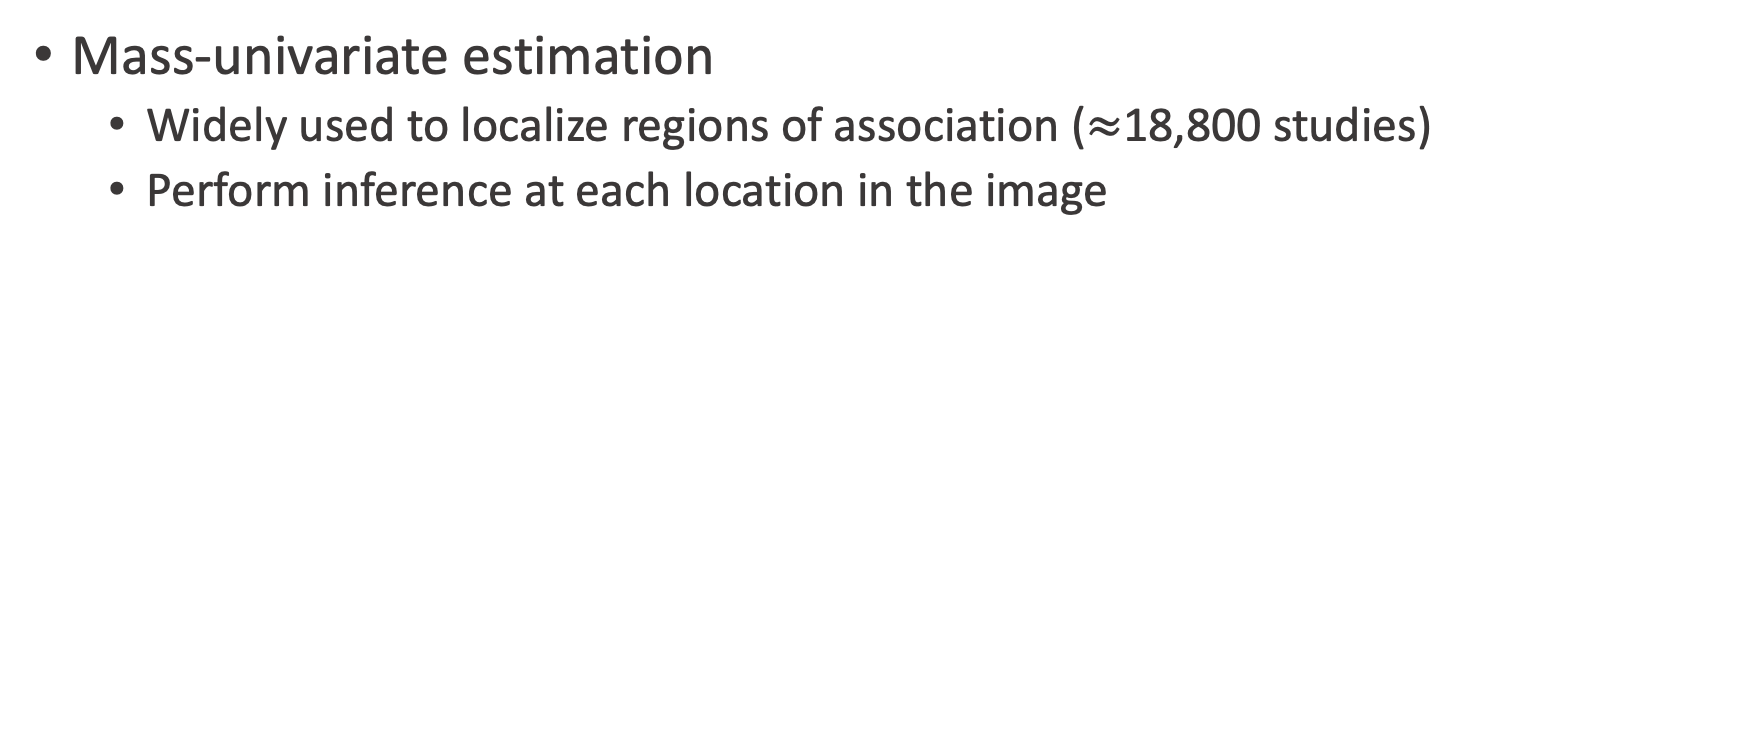 • Mass-univariate estimation
• Widely used to localize regions of association (≈18,800 studies)
• Perform inference at each location in the image